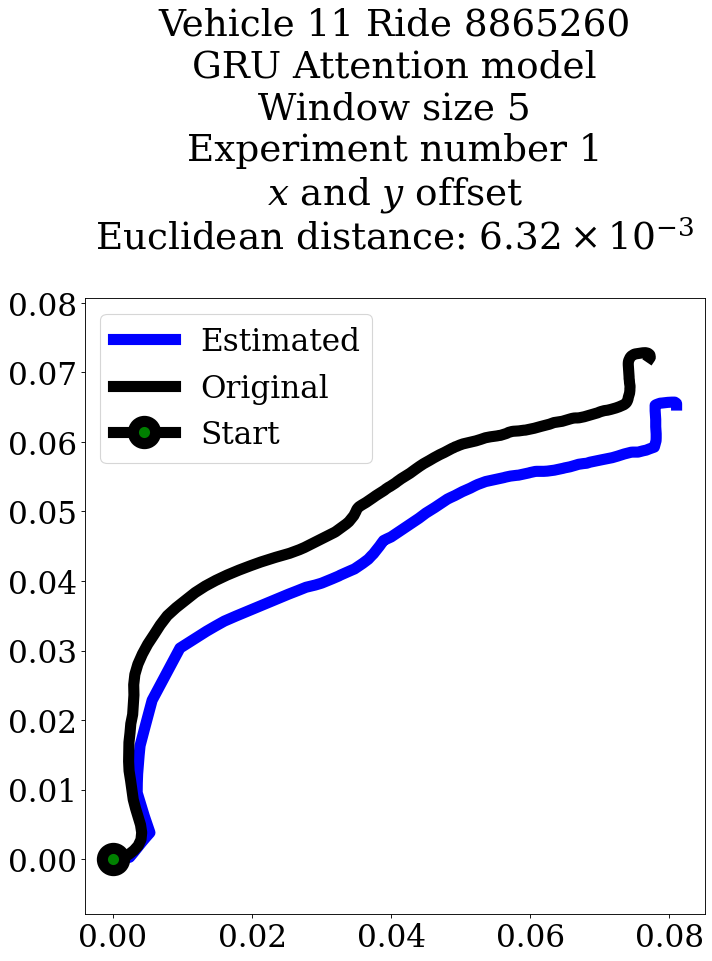 Vehicle 11 Ride 8865260
GRU Attention model
Window size 5
Experiment number 1
x and y offset
Euclidean distance: 6.32 × 10⁻³
0.08
0.07
0.06
0.05
0.04
0.03
0.02
0.01
0.00
Estimated
Original
Start
0.00 0.02 0.04 0.06 0.08